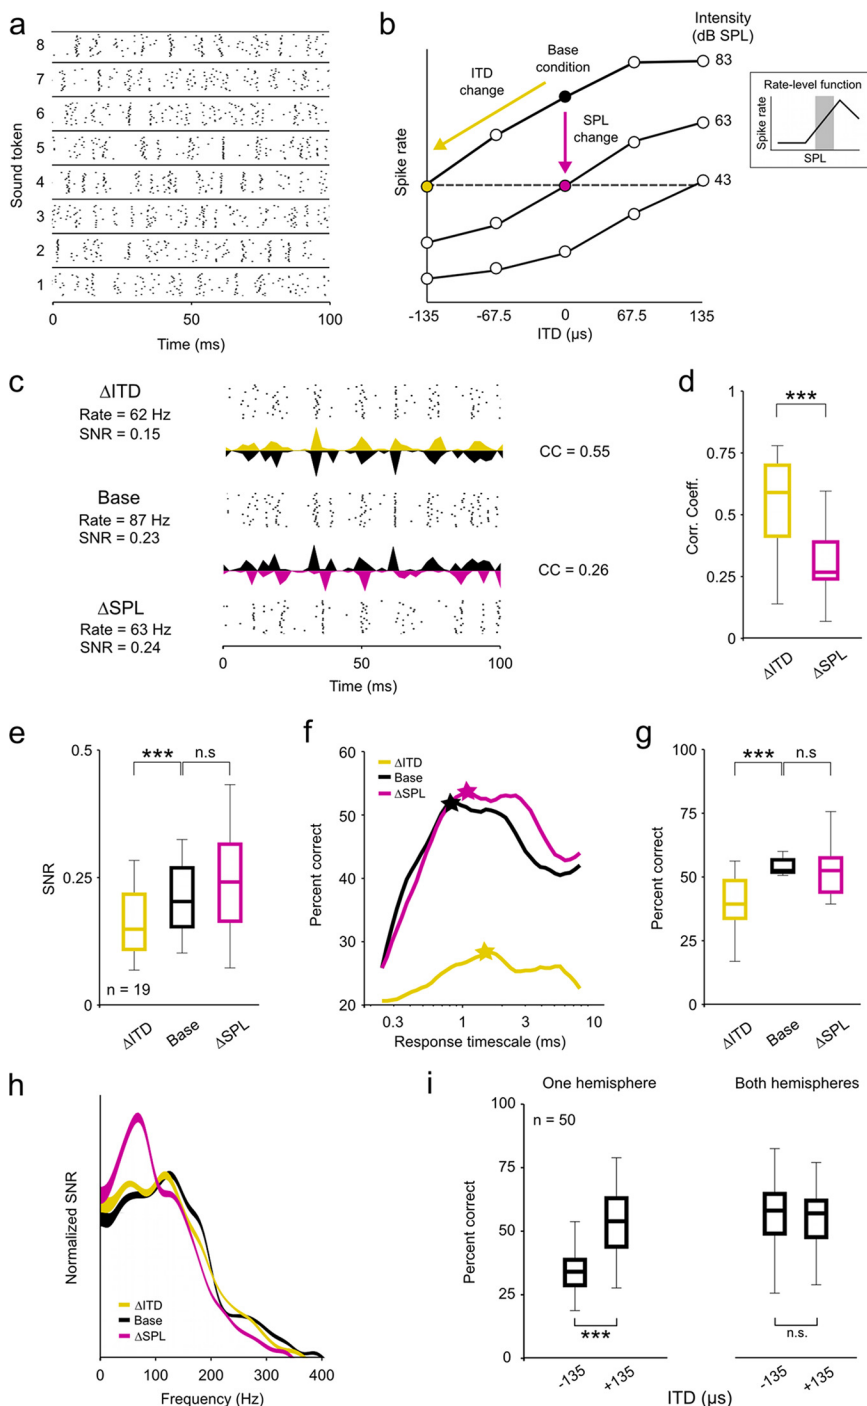 a
8
7
6
5
4
3
2
1
Sound token
0
50
100
Time (ms)
b
Intensity
(dB SPL)
83
63
43
Base
condition
ITD
change
SPL
change
Spike rate
-135
-67.5
0
67.5
135
ITD (µs)
Rate-level function
Spike rate
SPL
c
ΔITD
Rate = 62 Hz
SNR = 0.15
CC = 0.55
Base
Rate = 87 Hz
SNR = 0.23
CC = 0.26
ΔSPL
Rate = 63 Hz
SNR = 0.24
0
50
100
Time (ms)
d
1
0.75
0.5
0.25
0
Corr. Coeff.
***
ΔITD
ΔSPL
e
0.5
0.25
0
SNR
***
n.s
n = 19
ΔITD
Base
ΔSPL
f
60
50
40
30
20
Percent correct
ΔITD
Base
ΔSPL
0.3
1
3
10
Response timescale (ms)
g
100
75
50
25
0
Percent correct
***
n.s
ΔITD
Base
ΔSPL
h
Normalized SNR
ΔITD
Base
ΔSPL
0
100
200
300
400
Frequency (Hz)
i
One hemisphere
Both hemispheres
100
75
50
25
0
Percent correct
n = 50
***
n.s.
-135
+135
-135
+135
ITD (µs)